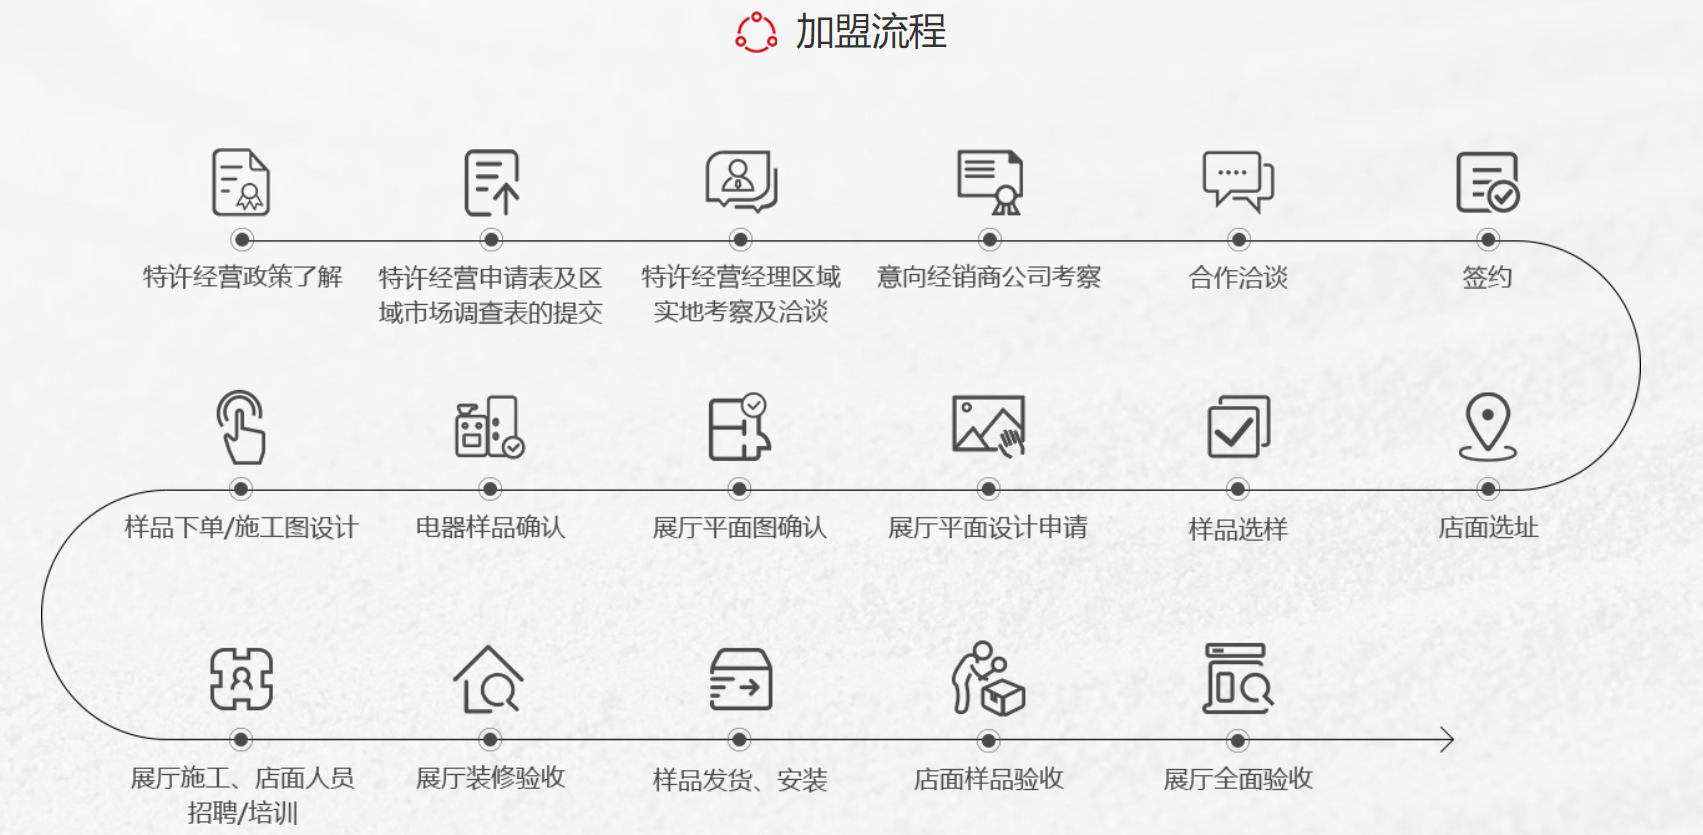 加盟流程
特许经营政策了解
特许经营申请表及区
域市场调查表的提交
特许经营经理区域
实地考察及洽谈
意向经销商公司考察
合作洽谈
签约
样品下单/施工图设计
电器样品确认
展厅平面图确认
展厅平面设计申请
样品选样
店面选址
展厅施工、店面人员
招聘/培训
展厅装修验收
样品发货、安装
店面样品验收
展厅全面验收